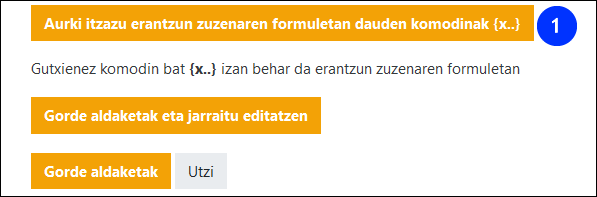 Aurki itzazu erantzun zuzenaren formuletan dauden komodinak {x..} 1
Gutxienez komodin bat {x..} izan behar da erantzun zuzenaren formuletan
Gorde aldaketak eta jarraitu editatzen
Gorde aldaketak Utzi